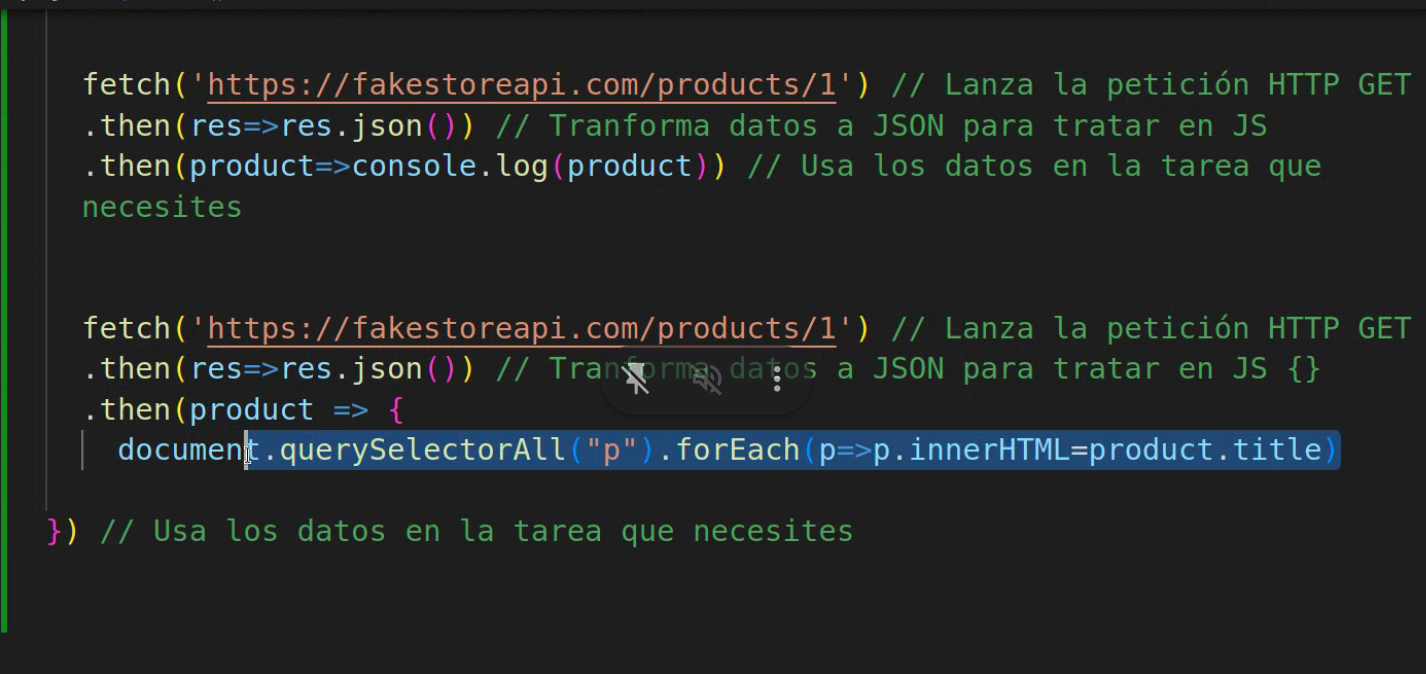 fetch('https://fakestoreapi.com/products/1') // Lanza la petición HTTP GET
.then(res=>res.json()) // Tranforma datos a JSON para tratar en JS
.then(product=>console.log(product)) // Usa los datos en la tarea que
necesites
fetch('https://fakestoreapi.com/products/1') // Lanza la petición HTTP GET
.then(res=>res.json()) // Tranforma datos a JSON para tratar en JS {}
.then(product => {
document.querySelectorAll("p").forEach(p=>p.innerHTML=product.title)
}) // Usa los datos en la tarea que necesites